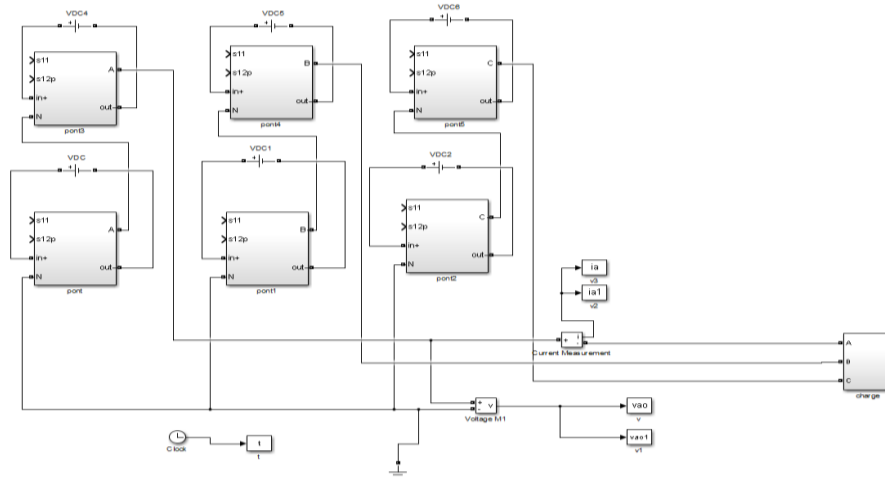 VDC4
s11
s12p
in+
N
A
out
pont3
VDC5
s11
s12p
in+
N
B
out
pont4
VDC6
s11
s12p
in+
N
C
out
pont5
VDC
s11
s12p
in+
N
A
out
pont
VDC1
s11
s12p
in+
N
B
out
pont1
VDC2
s11
s12p
in+
N
C
out
pont2
ia
v3
ia1
v2
+
i
-
Current Measurement
A
B
C
charge
+
-
v
Voltage M1
vao
v
vao1
v1
Clock
t
t